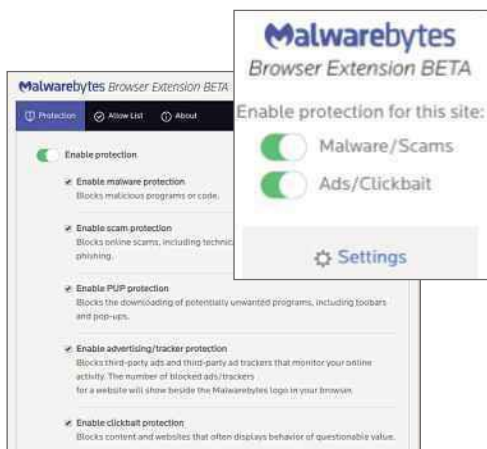 Malwarebytes
Browser Extension BETA
Enable protection for this site:
Malware/Scams
Ads/Clickbait
Settings
Malwarebytes Browser Extension BETA
Protection Allow List About
Enable protection
Enable malware protection
Blocks malicious programs or code.
Enable scam protection
Blocks online scams, including technic
phishing.
Enable PUP protection
Blocks the downloading of potentially unwanted programs, including toobars
and pop-ups.
Enable advertising/tracker protection
Blocks third-party ads and third-party ad trackers that monitor your online
activity. The number of blocked ads/trackers
for a website will show beside the Malwarebytes logo in your browser.
Enable clickbait protection
Blocks content and websites that often displays behavior of questionable value.